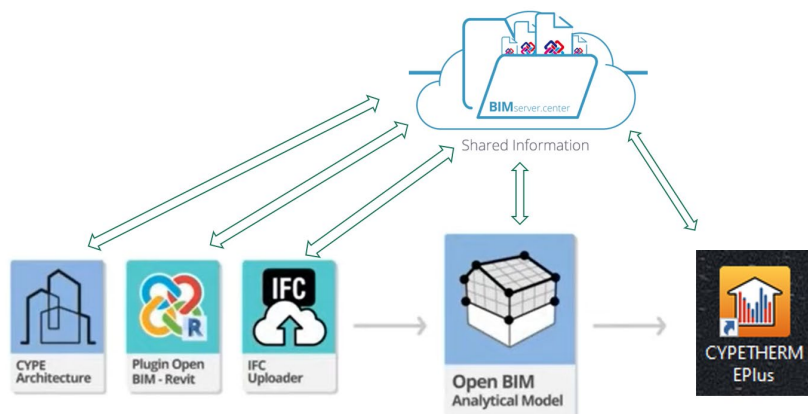 BIMserver.center
Shared Information
CYPE
Architecture
Plugin Open
BIM - Revit
R
IFC
IFC
Uploader
Open BIM
Analytical Model
CYPETHERM
EPlus